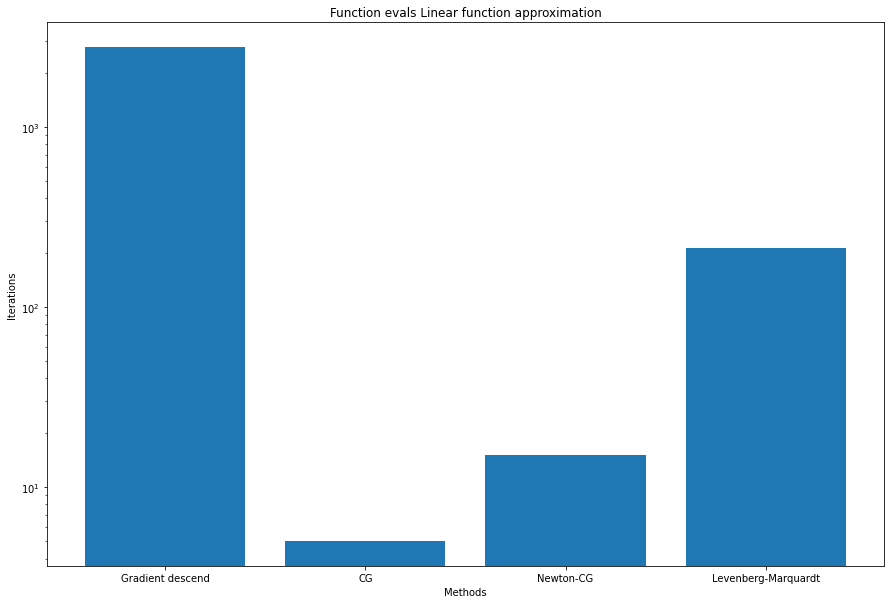 Function evals Linear function approximation
10³
10²
10¹
Iterations
Gradient descend
CG
Newton-CG
Levenberg-Marquardt
Methods